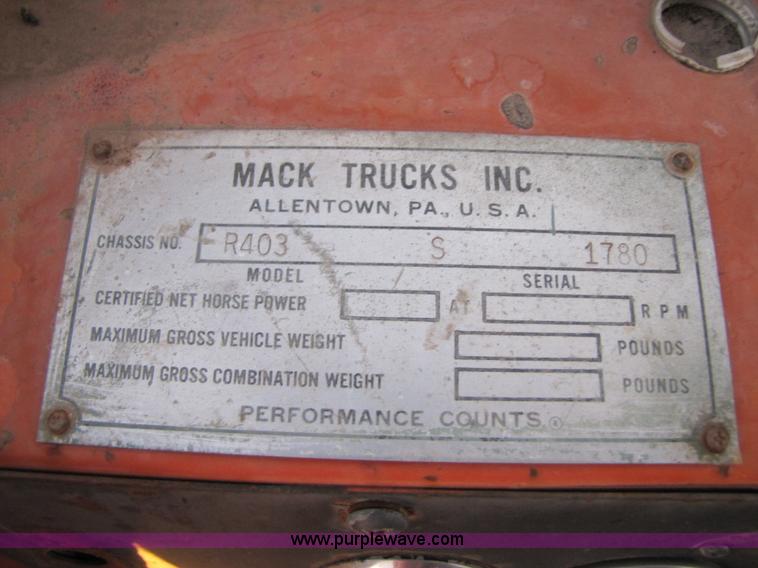 MACK TRUCKS INC.
ALLENTOWN, PA., U.S.A.
CHASSIS NO. R403 S 1780
MODEL SERIAL
CERTIFIED NET HORSE POWER AT RPM
MAXIMUM GROSS VEHICLE WEIGHT POUNDS
MAXIMUM GROSS COMBINATION WEIGHT POUNDS
PERFORMANCE COUNTS.®
www.purplewave.com